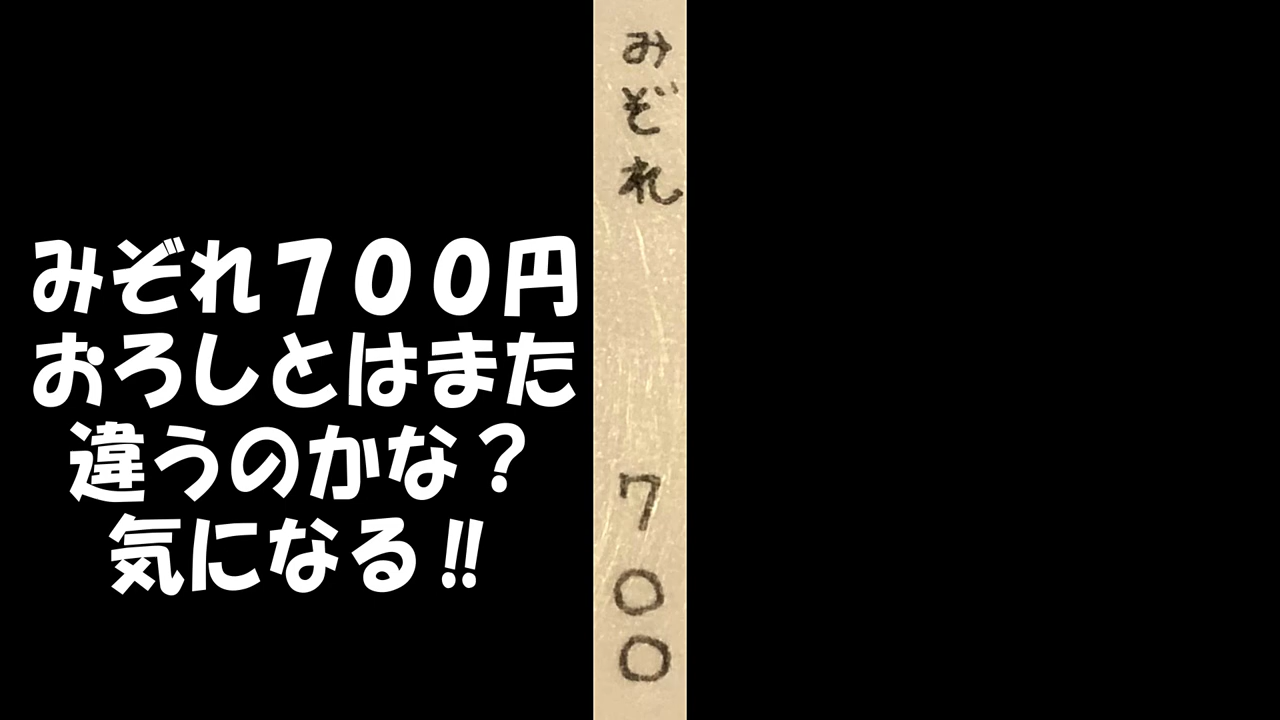 みぞれ７００円
おろしとはまた
違うのかな？
気になる‼
みぞれ 700